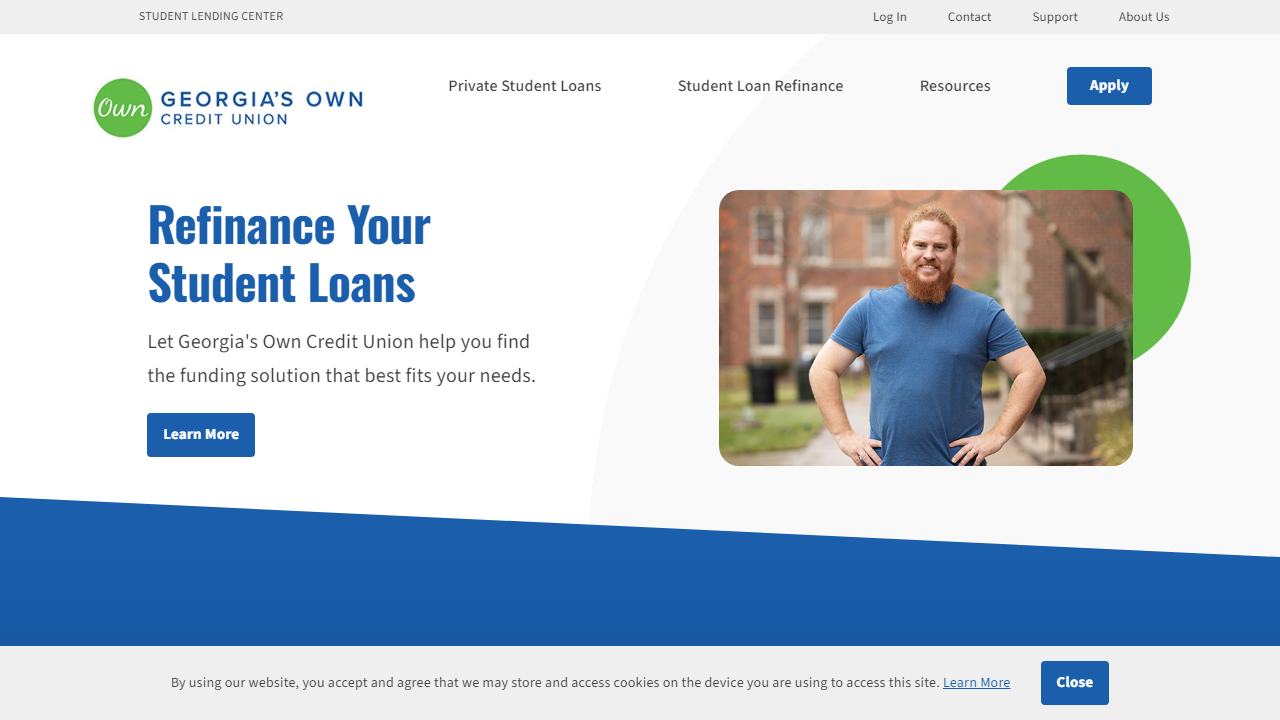 STUDENT LENDING CENTER
Log In
Contact
Support
About Us
Own
GEORGIA'S OWN
CREDIT UNION
Private Student Loans
Student Loan Refinance
Resources
Apply
Refinance Your
Student Loans
Let Georgia's Own Credit Union help you find
the funding solution that best fits your needs.
Learn More
By using our website, you accept and agree that we may store and access cookies on the device you are using to access this site. Learn More
Close